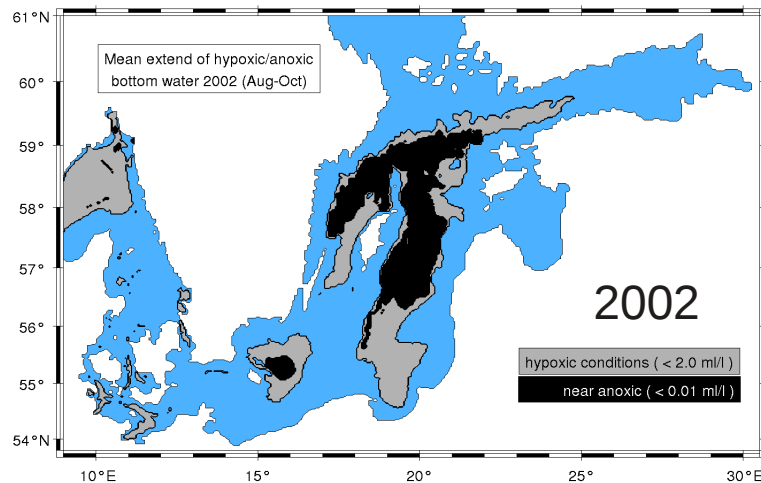 61°N
Mean extend of hypoxic/anoxic
bottom water 2002 (Aug-Oct)
60°
59°
58°
57°
2002
56°
hypoxic conditions ( < 2.0 ml/l )
55°
near anoxic ( < 0.01 ml/l )
54°N
10°E 15° 20° 25° 30°E